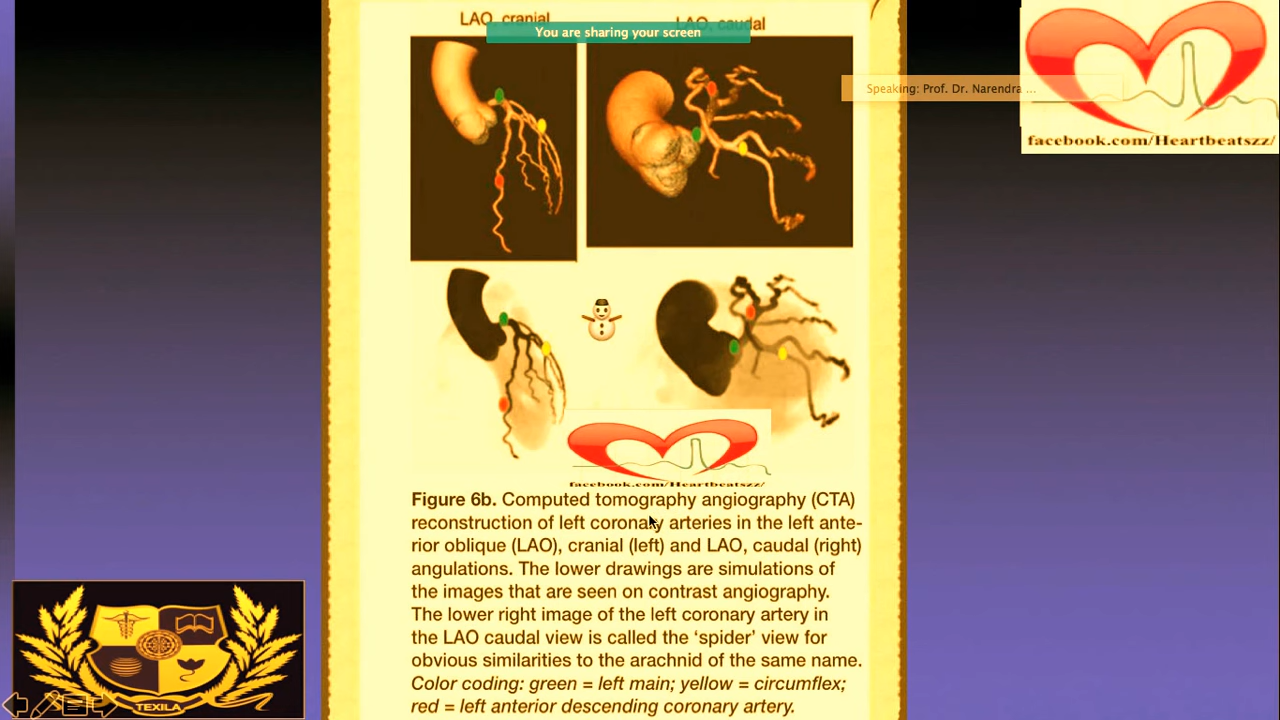 LAO, cranial
LAO, caudal
You are sharing your screen
Speaking: Prof. Dr. Narendra ...
facebook.com/Heartbeatszz/
facebook.com/Heartbeatszz/
Figure 6b. Computed tomography angiography (CTA)
reconstruction of left coronary arteries in the left ante-
rior oblique (LAO), cranial (left) and LAO, caudal (right)
angulations. The lower drawings are simulations of
the images that are seen on contrast angiography.
The lower right image of the left coronary artery in
the LAO caudal view is called the ‘spider’ view for
obvious similarities to the arachnid of the same name.
Color coding: green = left main; yellow = circumflex;
red = left anterior descending coronary artery.
TEXILA